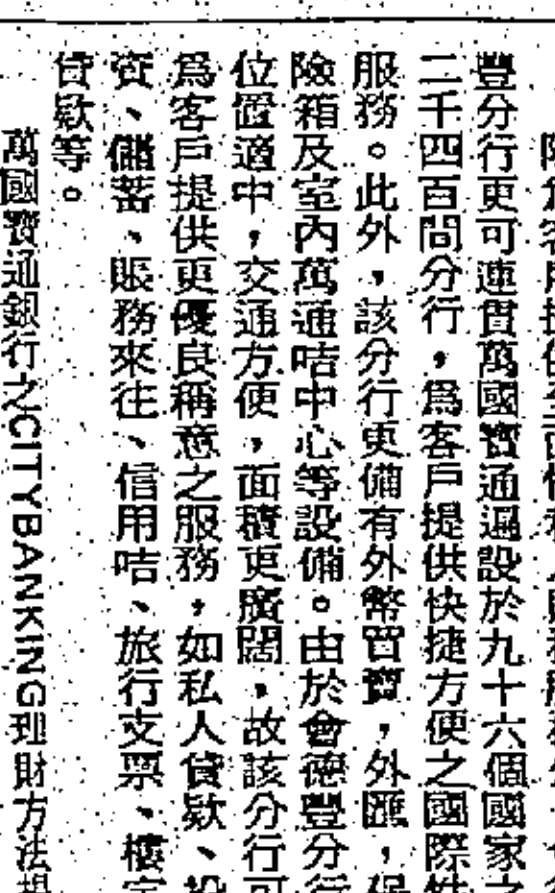 豐分行更可連貫萬國寶通遍設於九十六個國家
二千四百間分行，爲客戶提供快捷方便之國際
服務。此外，該分行更備有外幣買賣，外匯，保
險箱及室內萬通咭中心等設備。由於會德豐分行
位置適中，交通方便，面積更廣闊，故該分行可
爲客戶提供更優良稱意之服務，如私人貸款、投
資、儲蓄、賬務來往、信用咭、旅行支票、樓宇
貸款等。
萬國寶通銀行之CITYBANKING理財方法提